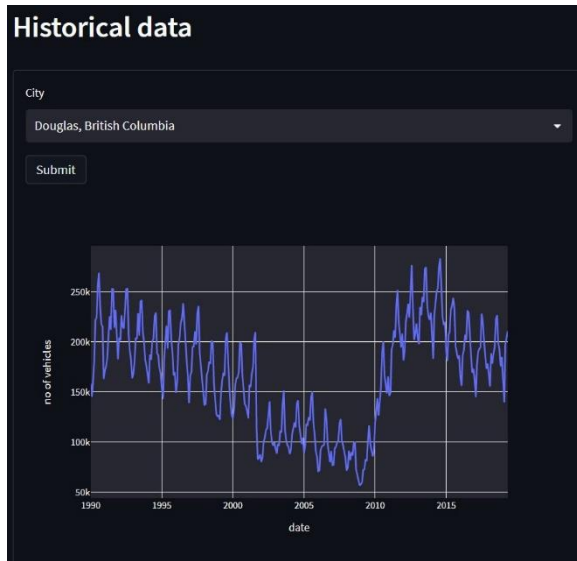 Historical data
City
Douglas, British Columbia
Submit
250k
200k
150k
100k
50k
no of vehicles
1990 1995 2000 2005 2010 2015
date